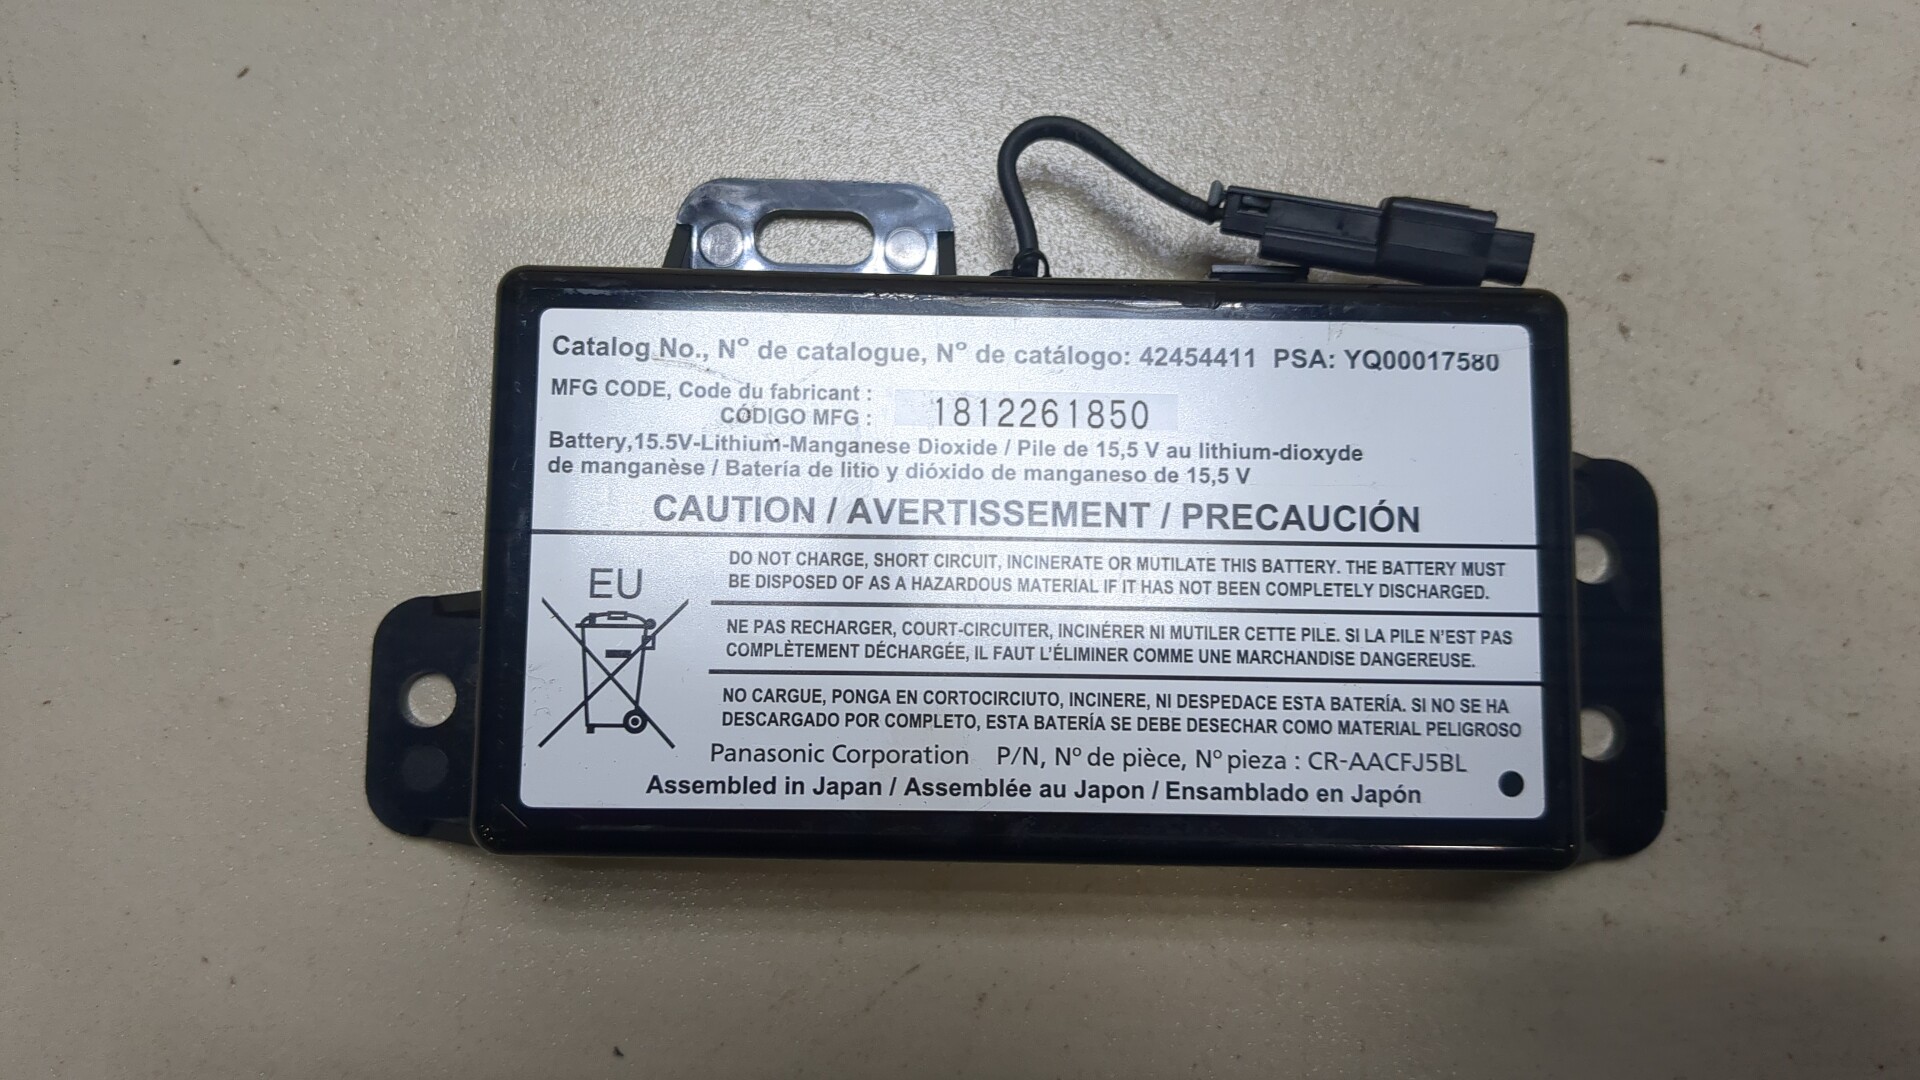 Catalog No., N° de catalogue, N° de catálogo: 42454411 PSA: YQ00017580
MFG CODE, Code du fabricant :
CÓDIGO MFG : 1812261850
Battery,15.5V-Lithium-Manganese Dioxide / Pile de 15,5 V au lithium-dioxyde
de manganèse / Batería de litio y dióxido de manganeso de 15,5 V
CAUTION / AVERTISSEMENT / PRECAUCIÓN
EU
DO NOT CHARGE, SHORT CIRCUIT, INCINERATE OR MUTILATE THIS BATTERY. THE BATTERY MUST
BE DISPOSED OF AS A HAZARDOUS MATERIAL IF IT HAS NOT BEEN COMPLETELY DISCHARGED.
NE PAS RECHARGER, COURT-CIRCUITER, INCINÉRER NI MUTILER CETTE PILE. SI LA PILE N'EST PAS
COMPLÈTEMENT DÉCHARGÉE, IL FAUT L'ÉLIMINER COMME UNE MARCHANDISE DANGEREUSE.
NO CARGUE, PONGA EN CORTOCIRCIUTO, INCINERE, NI DESPEDACE ESTA BATERÍA. SI NO SE HA
DESCARGADO POR COMPLETO, ESTA BATERÍA SE DEBE DESECHAR COMO MATERIAL PELIGROSO
Panasonic Corporation P/N, N° de pièce, N° pieza : CR-AACFJ5BL
Assembled in Japan / Assemblée au Japon / Ensamblado en Japón